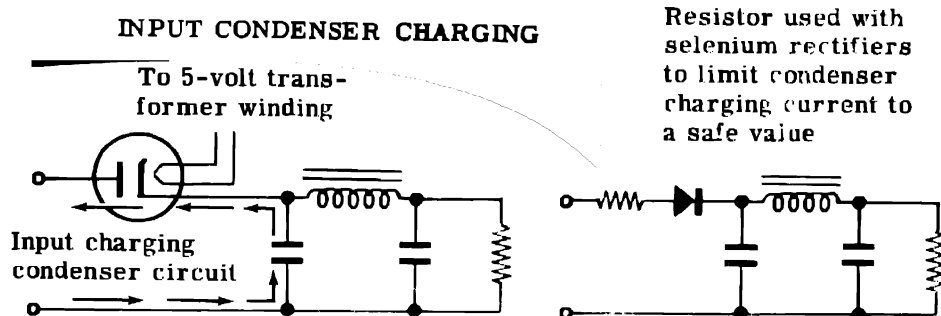 INPUT CONDENSER CHARGING
To 5-volt trans-
former winding
Input charging
condenser circuit
Resistor used with
selenium rectifiers
to limit condenser
charging current to
a safe value